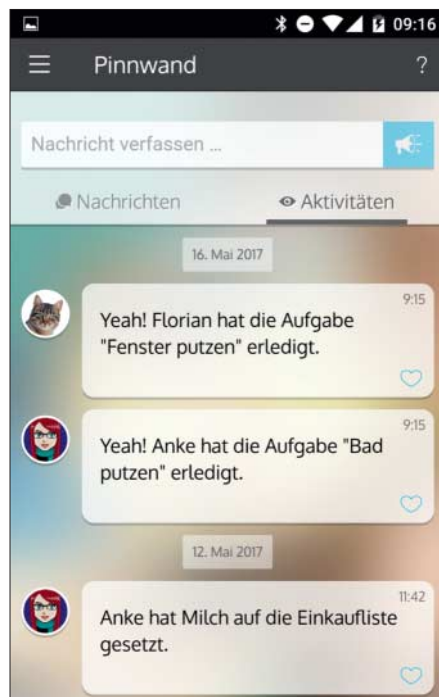 09:16
Pinnwand ?
Nachricht verfassen ...
Nachrichten Aktivitäten
16. Mai 2017
9:15
Yeah! Florian hat die Aufgabe
"Fenster putzen" erledigt.
9:15
Yeah! Anke hat die Aufgabe "Bad
putzen" erledigt.
12. Mai 2017
11:42
Anke hat Milch auf die Einkaufliste
gesetzt.